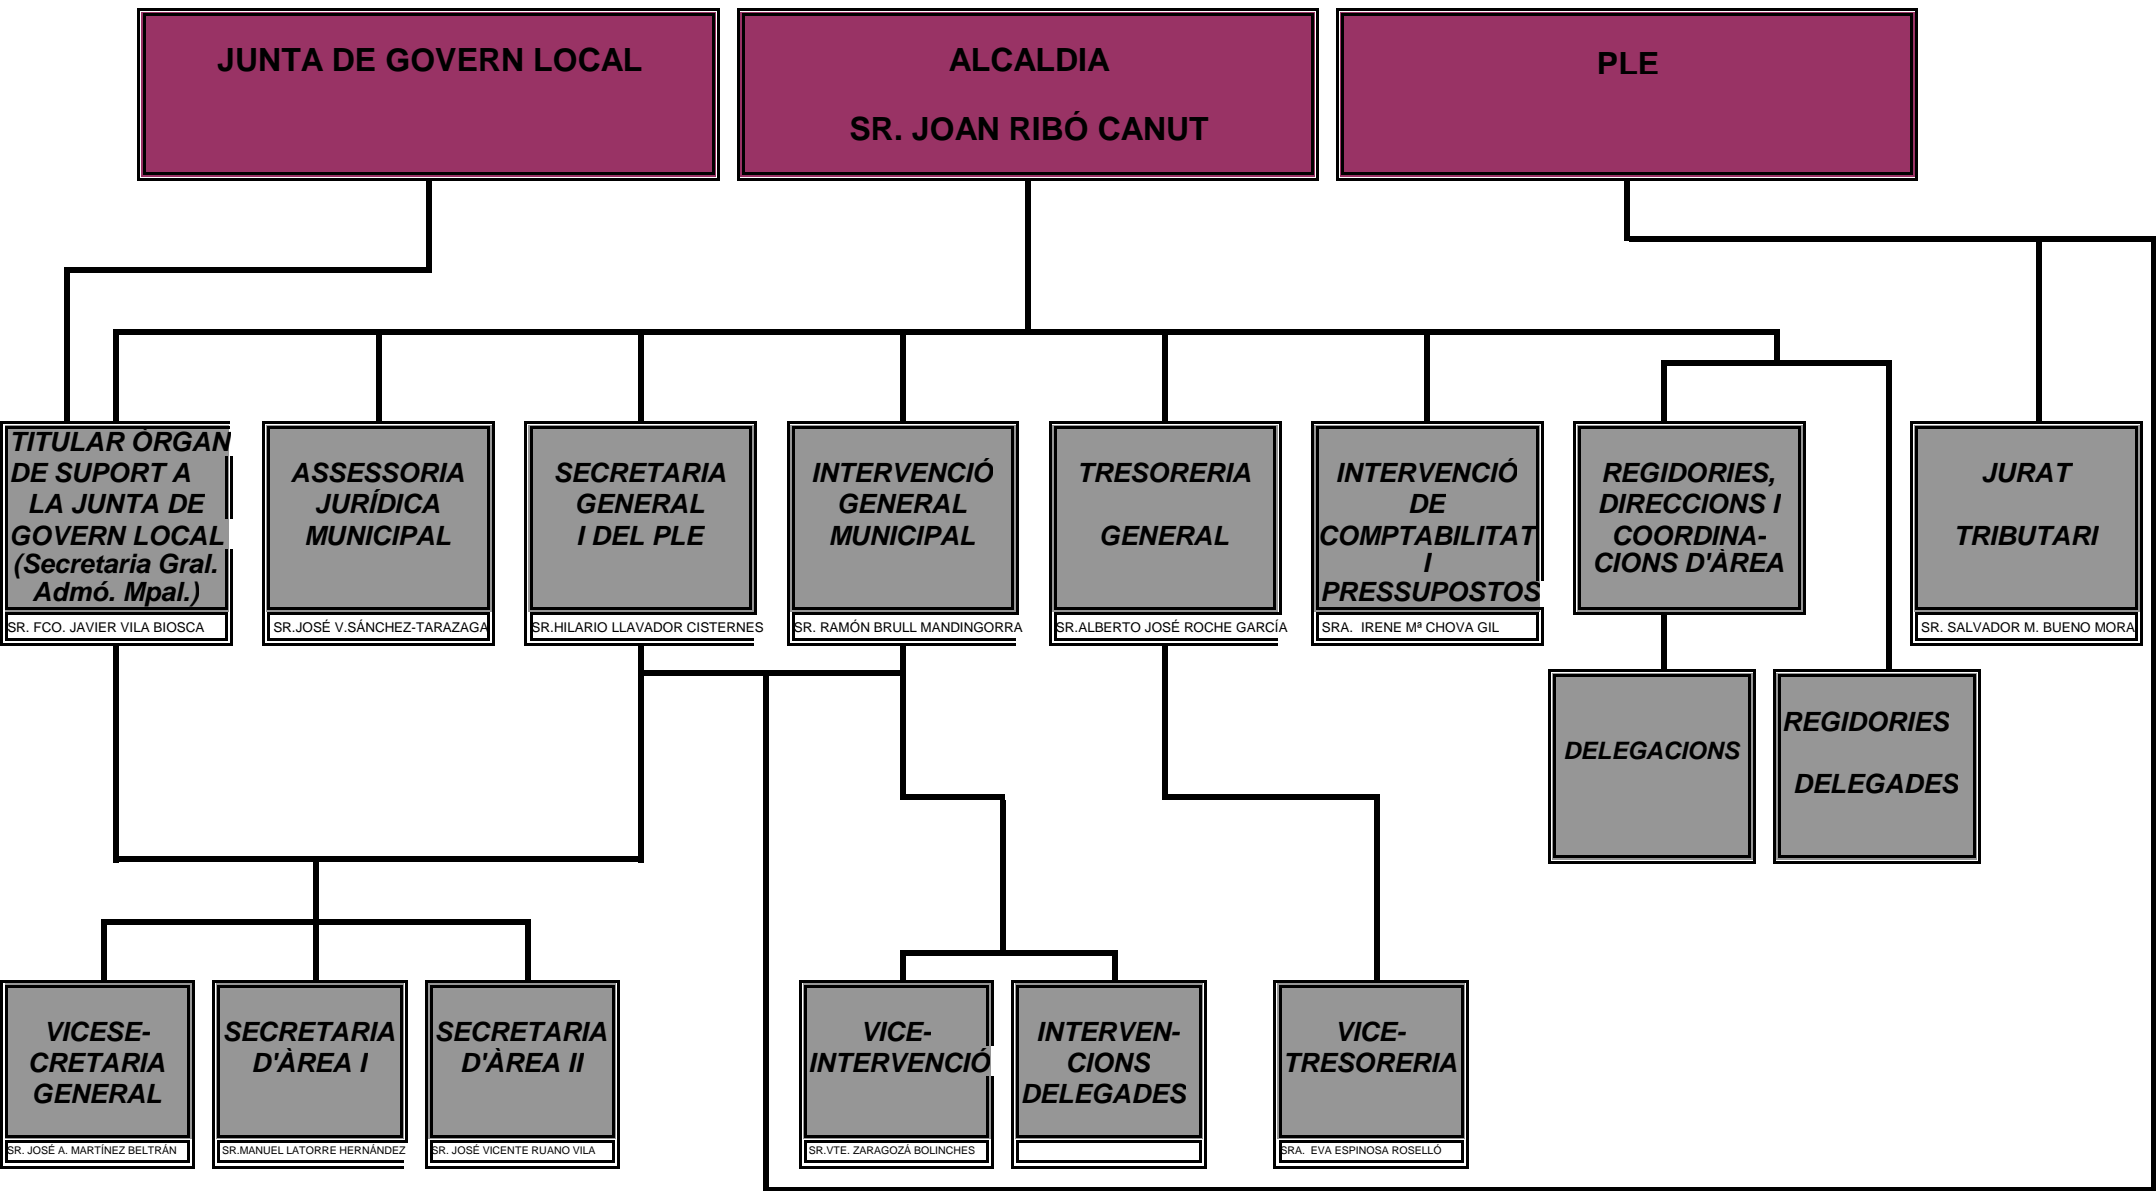 JUNTA DE GOVERN LOCAL
ALCALDIA
SR. JOAN RIBÓ CANUT
PLE
TITULAR ÒRGAN
DE SUPORT A
LA JUNTA DE
GOVERN LOCAL
(Secretaria Gral.
Admó. Mpal.)
SR. FCO. JAVIER VILA BIOSCA
ASSESSORIA
JURÍDICA
MUNICIPAL
SR.JOSÉ V.SÁNCHEZ-TARAZAGA
SECRETARIA
GENERAL
I DEL PLE
SR.HILARIO LLAVADOR CISTERNES
INTERVENCIÓ
GENERAL
MUNICIPAL
SR. RAMÓN BRULL MANDINGORRA
TRESORERIA
GENERAL
SR.ALBERTO JOSÉ ROCHE GARCÍA
INTERVENCIÓ
DE
COMPTABILITAT
I
PRESSUPOSTOS
SRA. IRENE Mª CHOVA GIL
REGIDORIES,
DIRECCIONS I
COORDINA-
CIONS D'ÀREA
JURAT
TRIBUTARI
SR. SALVADOR M. BUENO MORA
DELEGACIONS
REGIDORIES
DELEGADES
VICESE-
CRETARIA
GENERAL
SR. JOSÉ A. MARTÍNEZ BELTRÁN
SECRETARIA
D'ÀREA I
SR.MANUEL LATORRE HERNÁNDEZ
SECRETARIA
D'ÀREA II
SR. JOSÉ VICENTE RUANO VILA
VICE-
INTERVENCIÓ
SR.VTE. ZARAGOZÁ BOLINCHES
INTERVEN-
CIONS
DELEGADES
VICE-
TRESORERIA
SRA. EVA ESPINOSA ROSELLÓ